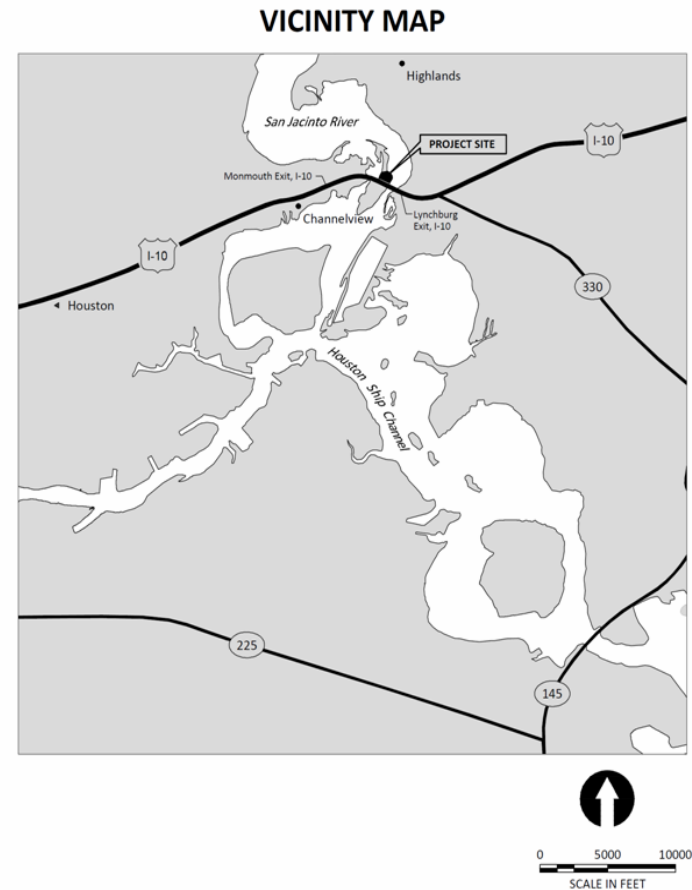 VICINITY MAP
Highlands
San Jacinto River
PROJECT SITE
I-10
Monmouth Exit, I-10
Channelview
Lynchburg
Exit, I-10
I-10
330
Houston
Houston Ship Channel
225
145
0 5000 10000
SCALE IN FEET